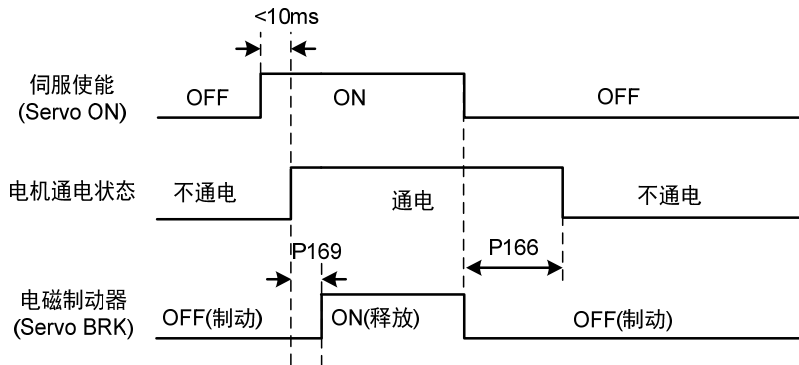 <10ms
伺服使能
(Servo ON)
OFF
ON
OFF
电机通电状态
不通电
通电
不通电
P169
P166
电磁制动器
(Servo BRK)
OFF(制动)
ON(释放)
OFF(制动)